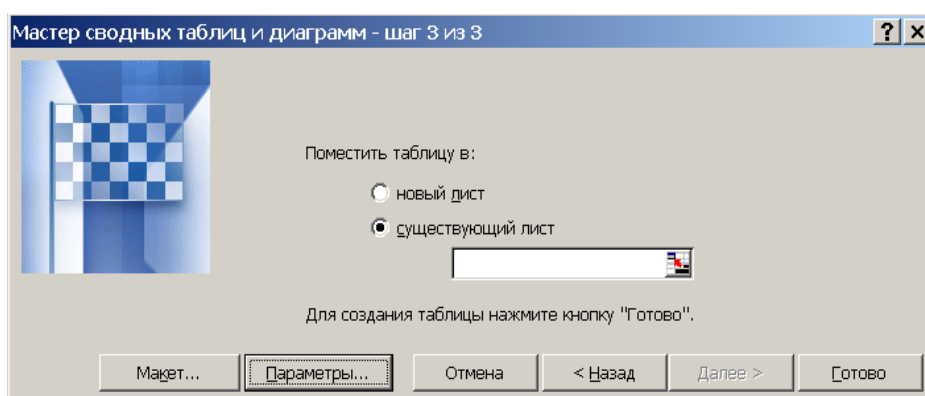 Мастер сводных таблиц и диаграмм - шаг 3 из 3
Поместить таблицу в:
новый лист
существующий лист
Для создания таблицы нажмите кнопку "Готово".
Макет... Параметры... Отмена < Назад Далее > Готово